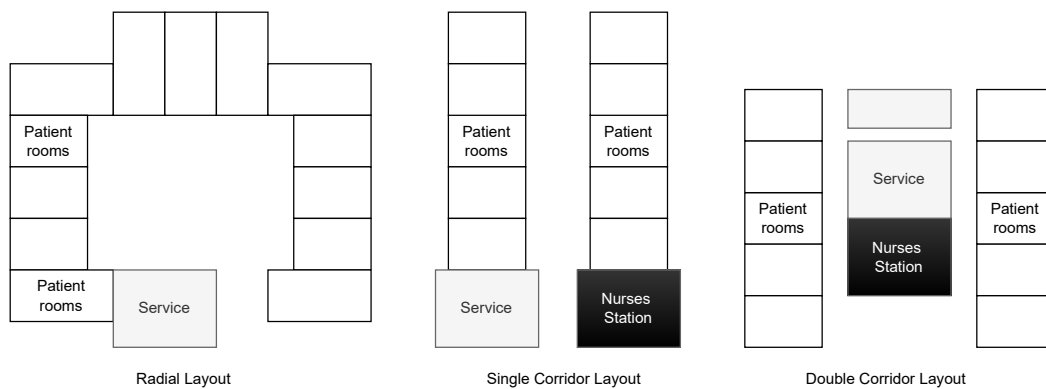 Patient
rooms
Patient
rooms
Service
Radial Layout
Patient
rooms
Patient
rooms
Service
Nurses
Station
Single Corridor Layout
Patient
rooms
Service
Nurses
Station
Patient
rooms
Double Corridor Layout